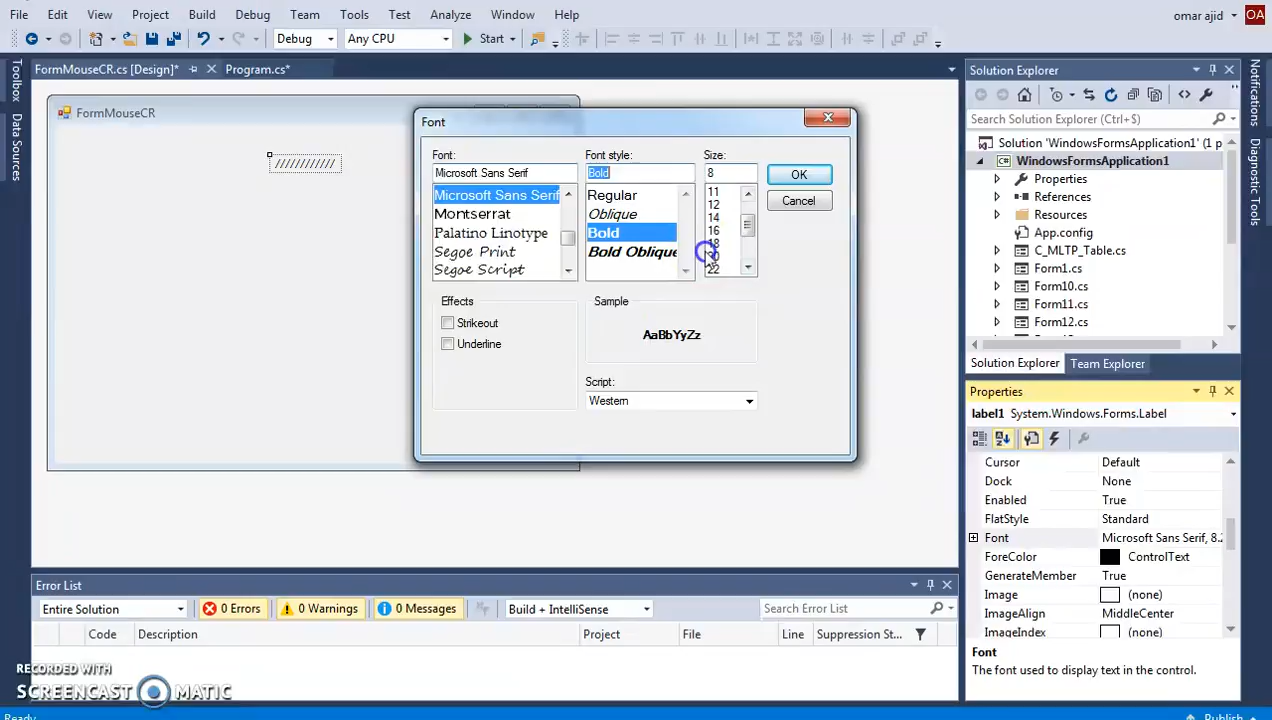 File Edit View Project Build Debug Team Tools Test Analyze Window Help omar ajid OA
Debug Any CPU Start
FormMouseCR.cs [Design]* Program.cs*
Toolbox
Data Sources
FormMouseCR
////////////
Font
Font: Font style: Size:
Microsoft Sans Serif Bold 8
Microsoft Sans Serif
Montserrat
Palatino Linotype
Segoe Print
Segoe Script
Regular
Oblique
Bold
Bold Oblique
11
12
14
16
18
20
22
OK
Cancel
Effects
Strikeout
Underline
Sample
AaBbYyZz
Script:
Western
Solution Explorer
Search Solution Explorer (Ctrl+$)
Solution 'WindowsFormsApplication1' (1 p
WindowsFormsApplication1
Properties
References
Resources
App.config
C_MLTP_Table.cs
Form1.cs
Form10.cs
Form11.cs
Form12.cs
Solution Explorer Team Explorer
Notifications
Diagnostic Tools
Properties
label1 System.Windows.Forms.Label
Cursor Default
Dock None
Enabled True
FlatStyle Standard
Font Microsoft Sans Serif, 8.2
ForeColor ControlText
GenerateMember True
Image (none)
ImageAlign MiddleCenter
ImageIndex (none)
Font
The font used to display text in the control.
Error List
Entire Solution 0 Errors 0 Warnings 0 Messages Build + IntelliSense Search Error List
Code Description Project File Line Suppression St...
RECORDED WITH
SCREENCAST MATIC
Ready Publish